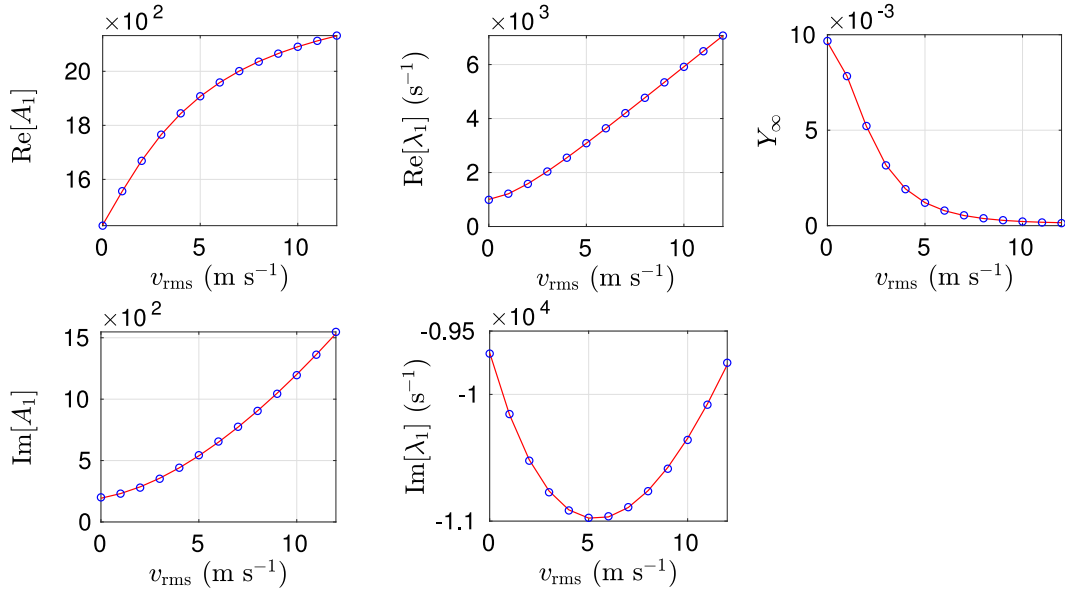 ×10²
Re[A₁]
20
18
16
0 5 10
v_rms (m s⁻¹)
×10³
Re[λ₁] (s⁻¹)
6
4
2
0
0 5 10
v_rms (m s⁻¹)
×10⁻³
Y_∞
10
5
0
0 5 10
v_rms (m s⁻¹)
×10²
Im[A₁]
15
10
5
0
0 5 10
v_rms (m s⁻¹)
×10⁴
Im[λ₁] (s⁻¹)
-0.95
-1
-1.1
0 5 10
v_rms (m s⁻¹)